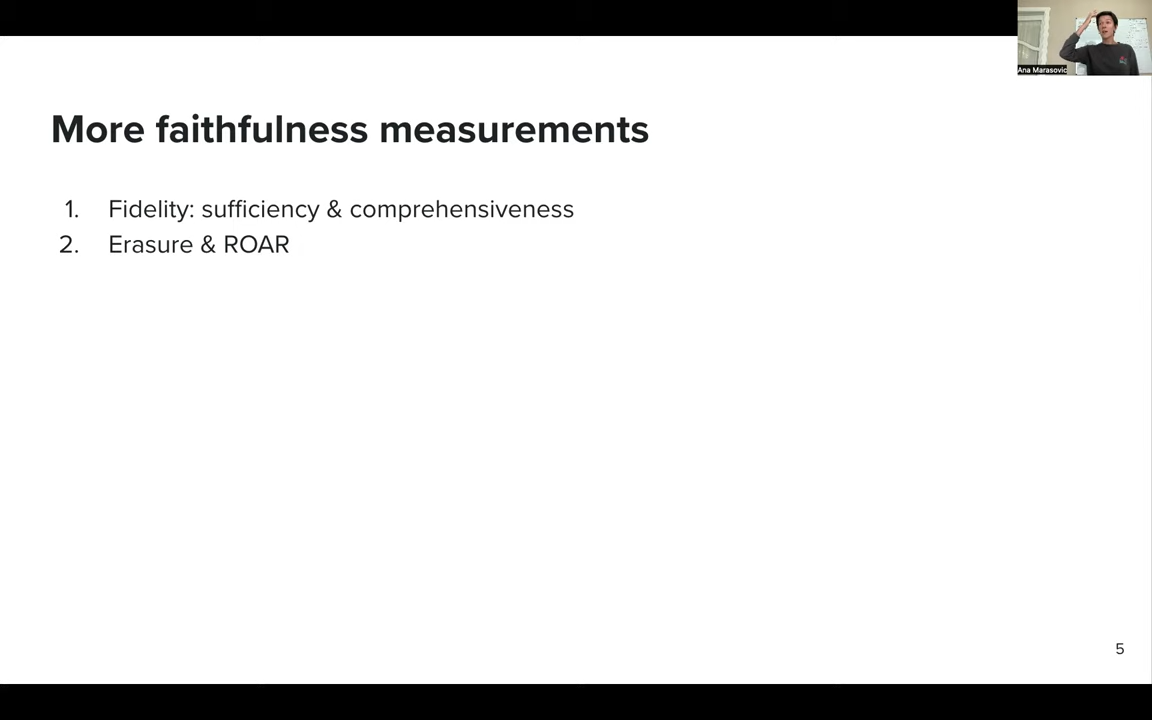 Ana Marasovic
More faithfulness measurements
1. Fidelity: sufficiency & comprehensiveness
2. Erasure & ROAR
5